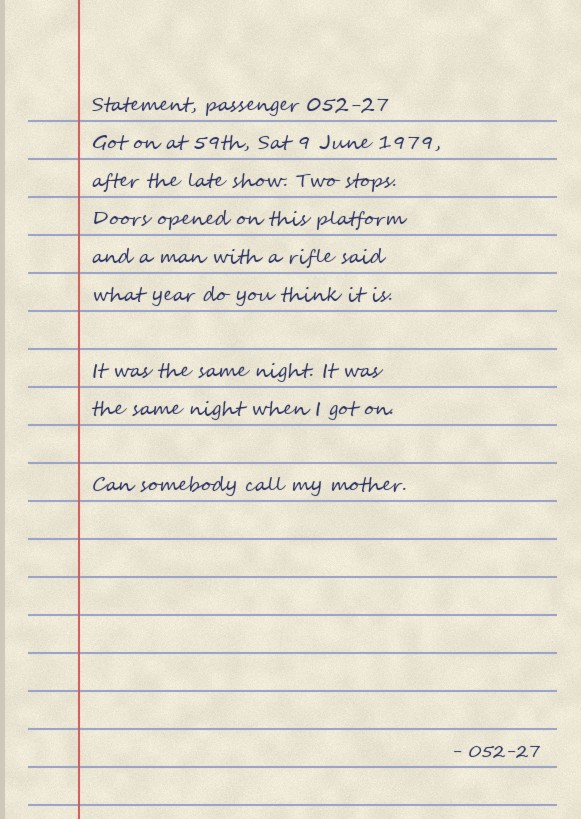 Statement, passenger 052-27
Got on at 59th, Sat 9 June 1979,
after the late show. Two stops.
Doors opened on this platform
and a man with a rifle said
what year do you think it is.
It was the same night. It was
the same night when I got on.
Can somebody call my mother.
- 052-27